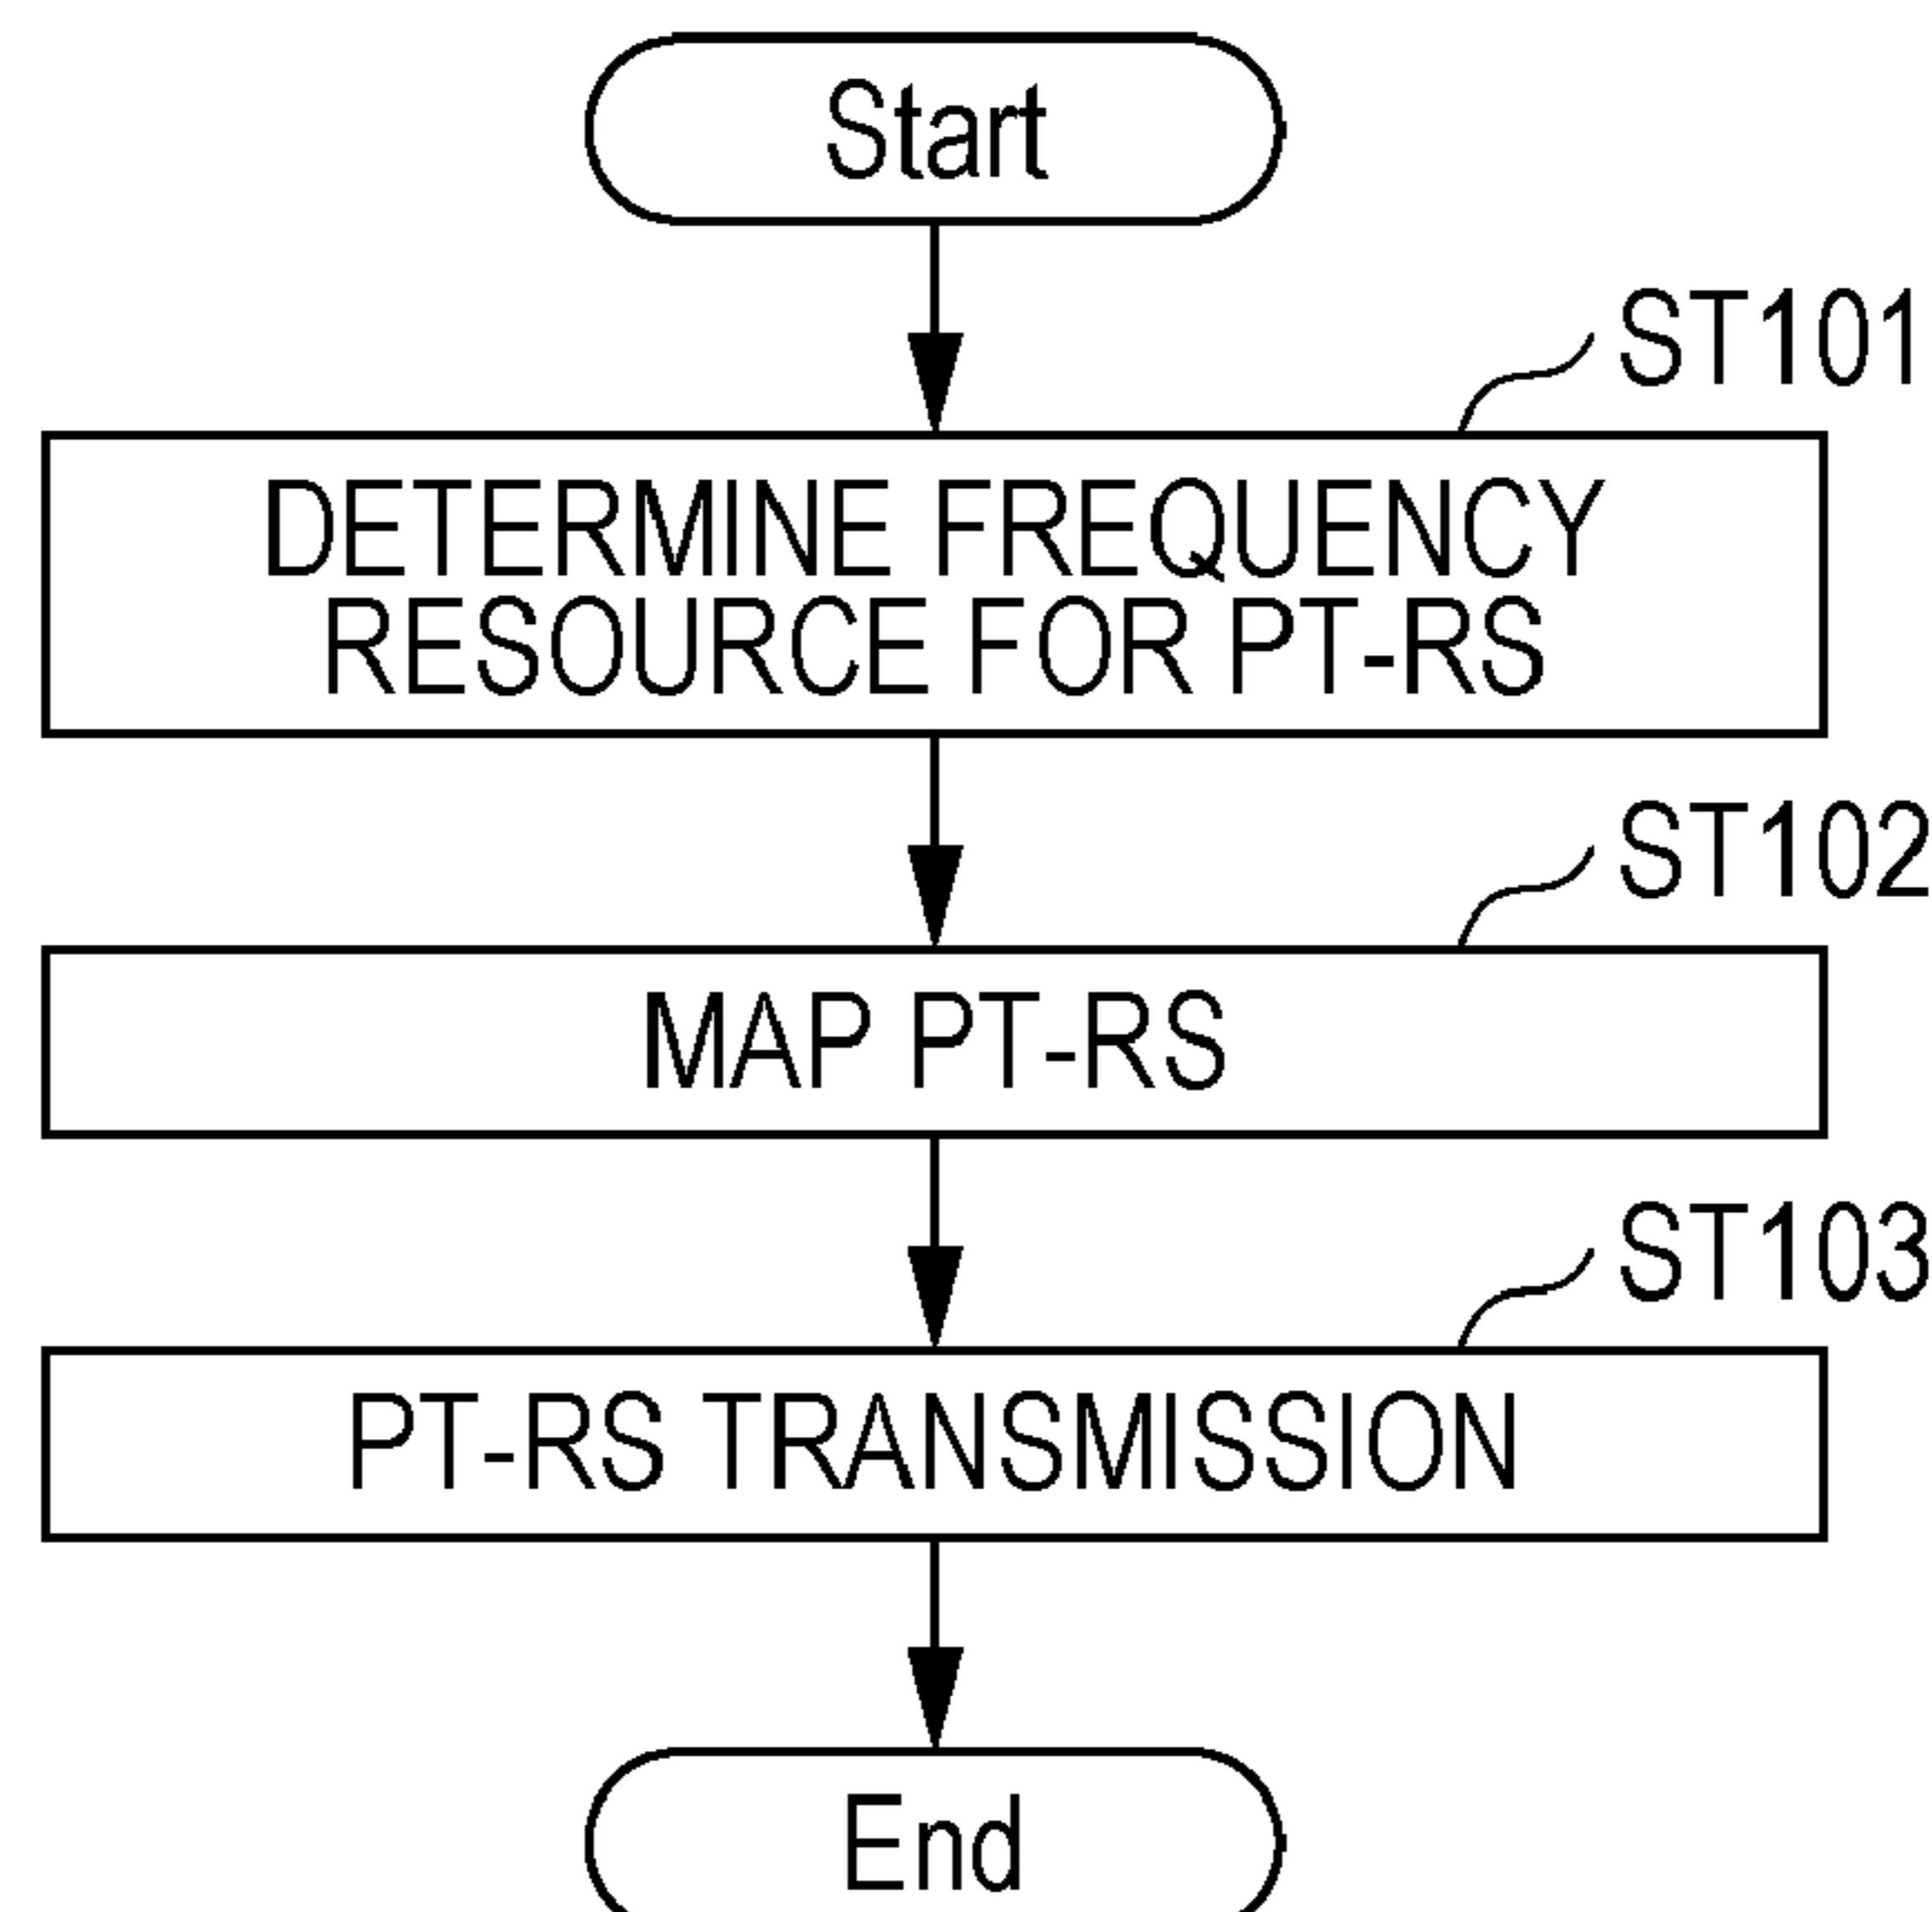 Start
ST101
DETERMINE FREQUENCY
RESOURCE FOR PT-RS
ST102
MAP PT-RS
ST103
PT-RS TRANSMISSION
End